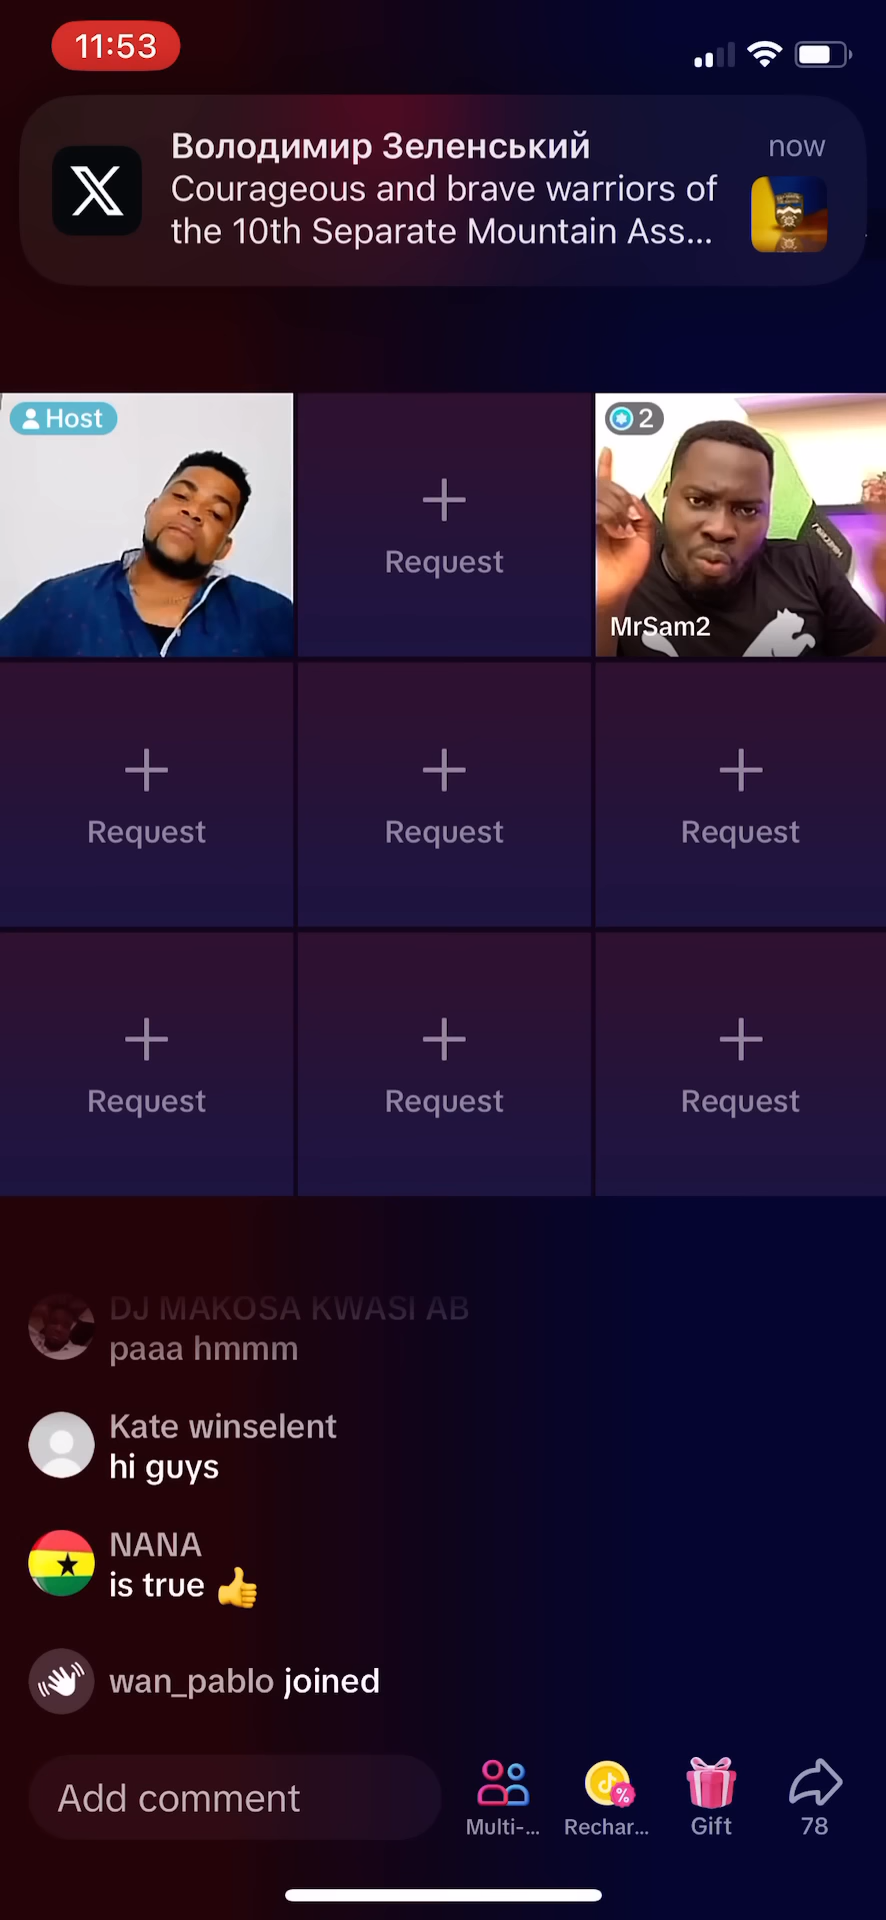 11:53
Володимир Зеленський
now
Courageous and brave warriors of
the 10th Separate Mountain Ass...
Host
2
Request
MrSam2
Request
Request
Request
Request
Request
Request
DJ MAKOSA KWASI AB
paaa hmmm
Kate winselent
hi guys
NANA
is true 👍
wan_pablo joined
Add comment
Multi-...
Rechar...
Gift
78